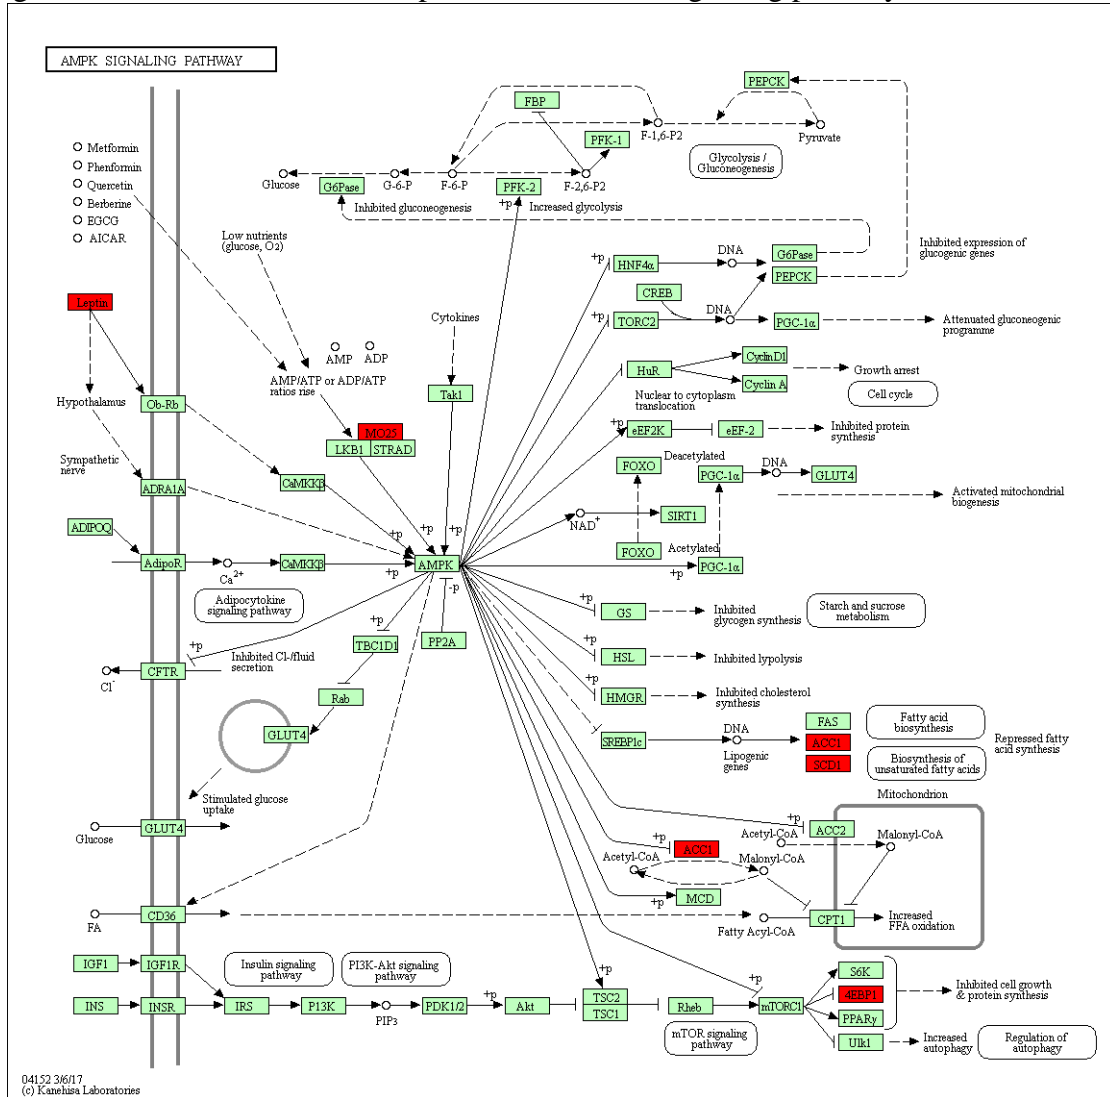 AMPK SIGNALING PATHWAY
Metformin
Phenformin
Quercetin
Berberine
EGCG
AICAR
Low nutrients
(glucose, O2)
Leptin
Hypothalamus
Sympathetic
nerve
Ob-Rb
ADRA1A
ADIPOQ
AdipoR
Ca2+
CaMKKβ
CaMKKβ
Adipocytokine
signaling pathway
AMP
ADP
AMP/ATP or ADP/ATP
ratios rise
MO25
LKB1
STRAD
Cytokines
Tak1
+p
+p
+p
+p
AMPK
-p
PP2A
+p
TBC1D1
Rab
GLUT4
+p
CFTR
Cl-
Inhibited Cl-/fluid
secretion
Stimulated glucose
uptake
Glucose
GLUT4
FA
CD36
Glucose
G6Pase
G-6-P
F-6-P
PFK-2
+p
F-2,6-P2
FBP
PFK-1
F-1,6-P2
PEPCK
Pyruvate
Glycolysis /
Gluconeogenesis
Inhibited gluconeogenesis
Increased glycolysis
+p
HNF4α
DNA
G6Pase
PEPCK
Inhibited expression of
glucogenic genes
CREB
+p
TORC2
DNA
PGC-1α
Attenuated gluconeogenic
programme
HuR
CyclinD1
Cyclin A
Growth arrest
Cell cycle
Nuclear to cytoplasm
translocation
+p
eEF2K
eEF-2
Inhibited protein
synthesis
Deacetylated
FOXO
PGC-1α
DNA
GLUT4
Activated mitochondrial
biogenesis
NAD+
SIRT1
FOXO
Acetylated
+p
PGC-1α
+p
GS
Inhibited
glycogen synthesis
Starch and sucrose
metabolism
+p
HSL
Inhibited lypolysis
+p
HMGR
Inhibited cholesterol
synthesis
SREBP1c
DNA
Lipogenic
genes
FAS
ACC1
SCD1
Fatty acid
biosynthesis
Biosynthesis of
unsaturated fatty acids
Repressed fatty
acid synthesis
Mitochondrion
+p
ACC2
Acetyl-CoA
Malonyl-CoA
+p
ACC1
Acetyl-CoA
Malonyl-CoA
MCD
+p
Fatty Acyl-CoA
CPT1
Increased
FFA oxidation
IGF1
IGF1R
Insulin signaling
pathway
PI3K-Akt signaling
pathway
INS
INSR
IRS
P13K
PIP3
PDK1/2
+p
Akt
+p
TSC2
TSC1
Rheb
+p
mTORC1
mTOR signaling
pathway
S6K
4EBP1
PPARγ
Ulk1
Inhibited cell growth
& protein synthesis
Increased
autophagy
Regulation of
autophagy
04152 3/6/17
(c) Kanehisa Laboratories